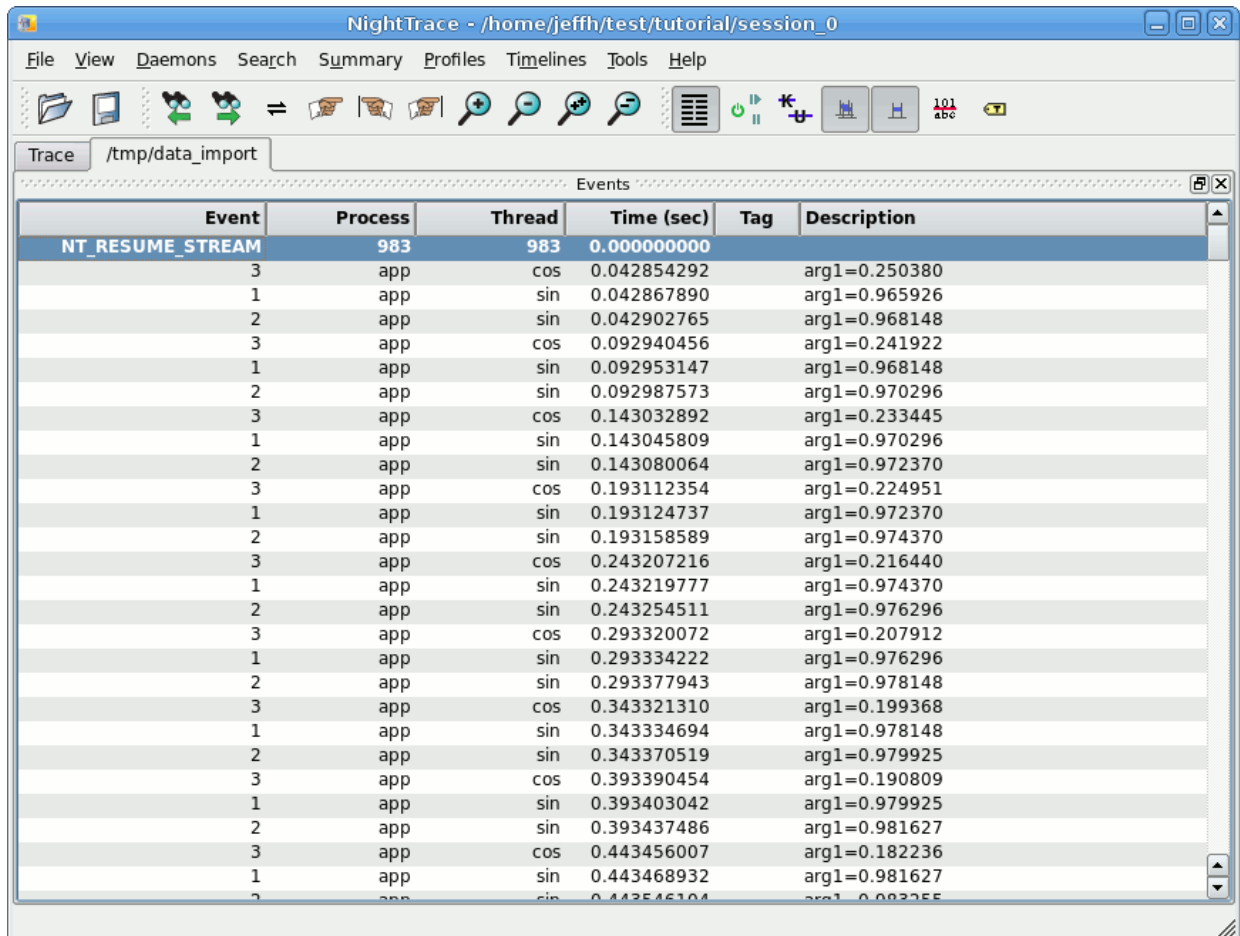 NightTrace - /home/jeffh/test/tutorial/session_0
File View Daemons Search Summary Profiles Timelines Tools Help
Trace /tmp/data_import
Events
Event Process Thread Time (sec) Tag Description
NT_RESUME_STREAM 983 983 0.000000000
3 app cos 0.042854292 arg1=0.250380
1 app sin 0.042867890 arg1=0.965926
2 app sin 0.042902765 arg1=0.968148
3 app cos 0.092940456 arg1=0.241922
1 app sin 0.092953147 arg1=0.968148
2 app sin 0.092987573 arg1=0.970296
3 app cos 0.143032892 arg1=0.233445
1 app sin 0.143045809 arg1=0.970296
2 app sin 0.143080064 arg1=0.972370
3 app cos 0.193112354 arg1=0.224951
1 app sin 0.193124737 arg1=0.972370
2 app sin 0.193158589 arg1=0.974370
3 app cos 0.243207216 arg1=0.216440
1 app sin 0.243219777 arg1=0.974370
2 app sin 0.243254511 arg1=0.976296
3 app cos 0.293320072 arg1=0.207912
1 app sin 0.293334222 arg1=0.976296
2 app sin 0.293377943 arg1=0.978148
3 app cos 0.343321310 arg1=0.199368
1 app sin 0.343334694 arg1=0.978148
2 app sin 0.343370519 arg1=0.979925
3 app cos 0.393390454 arg1=0.190809
1 app sin 0.393403042 arg1=0.979925
2 app sin 0.393437486 arg1=0.981627
3 app cos 0.443456007 arg1=0.182236
1 app sin 0.443468932 arg1=0.981627